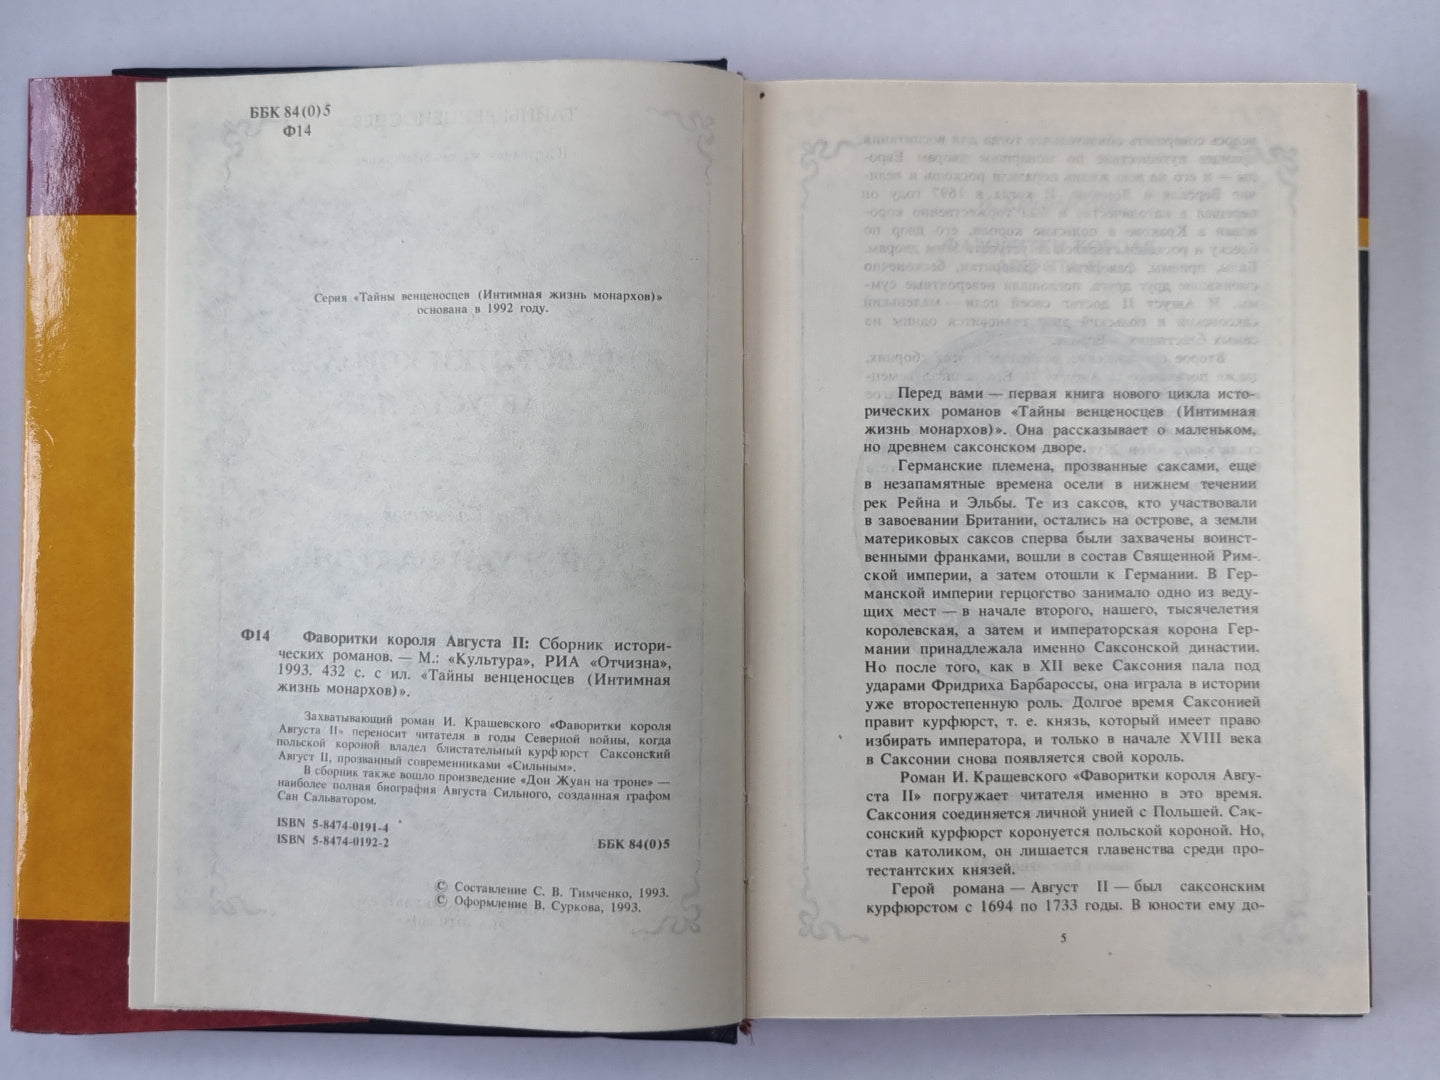 ББК 84(0)5
Ф14
Серия «Тайны венценосцев (Интимная жизнь монархов)»
основана в 1992 году.
Ф14 Фаворитки короля Августа II: Сборник истори-
ческих романов. — М.: «Культура», РИА «Отчизна»,
1993. 432 с. с ил. «Тайны венценосцев (Интимная
жизнь монархов)».
Захватывающий роман И. Крашевского «Фаворитки короля
Августа II» переносит читателя в годы Северной войны, когда
польской короной владел блистательный курфюрст Саксонский
Август II, прозванный современниками «Сильным».
В сборник также вошло произведение «Дон Жуан на троне» —
наиболее полная биография Августа Сильного, созданная графом
Сан Сальватором.
ISBN 5-8474-0191-4
ISBN 5-8474-0192-2
ББК 84(0)5
© Составление С. В. Тимченко, 1993.
© Оформление В. Суркова, 1993.
Перед вами — первая книга нового цикла исто-
рических романов «Тайны венценосцев (Интимная
жизнь монархов)». Она рассказывает о маленьком,
но древнем саксонском дворе.
Германские племена, прозванные саксами, еще
в незапамятные времена осели в нижнем течении
рек Рейна и Эльбы. Те из саксов, кто участвовали
в завоевании Британии, остались на острове, а земли
материковых саксов сперва были захвачены воинст-
венными франками, вошли в состав Священной Рим-
ской империи, а затем отошли к Германии. В Гер-
манской империи герцогство занимало одно из веду-
щих мест — в начале второго, нашего, тысячелетия
королевская, а затем и императорская корона Гер-
мании принадлежала именно Саксонской династии.
Но после того, как в XII веке Саксония пала под
ударами Фридриха Барбароссы, она играла в истории
уже второстепенную роль. Долгое время Саксонией
правит курфюрст, т. е. князь, который имеет право
избирать императора, и только в начале XVIII века
в Саксонии снова появляется свой король.
Роман И. Крашевского «Фаворитки короля Авгу-
ста II» погружает читателя именно в это время.
Саксония соединяется личной унией с Польшей. Сак-
сонский курфюрст коронуется польской короной. Но,
став католиком, он лишается главенства среди про-
тестантских князей.
Герой романа — Август II — был саксонским
курфюрстом с 1694 по 1733 годы. В юности ему до-
5